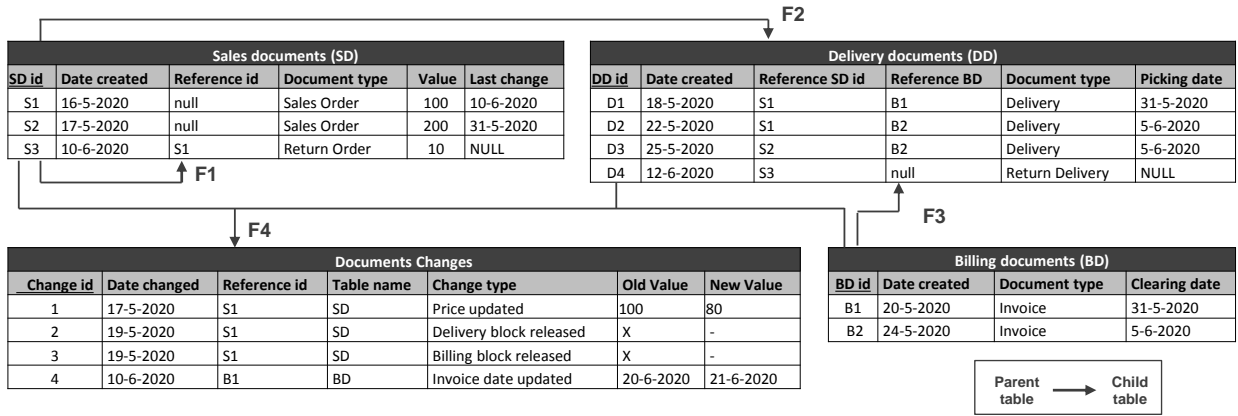 F2
Sales documents (SD)
SD id Date created Reference id Document type Value Last change
S1 16-5-2020 null Sales Order 100 10-6-2020
S2 17-5-2020 null Sales Order 200 31-5-2020
S3 10-6-2020 S1 Return Order 10 NULL
Delivery documents (DD)
DD id Date created Reference SD id Reference BD Document type Picking date
D1 18-5-2020 S1 B1 Delivery 31-5-2020
D2 22-5-2020 S1 B2 Delivery 5-6-2020
D3 25-5-2020 S2 B2 Delivery 5-6-2020
D4 12-6-2020 S3 null Return Delivery NULL
F1
F4
F3
Documents Changes
Change id Date changed Reference id Table name Change type Old Value New Value
1 17-5-2020 S1 SD Price updated 100 80
2 19-5-2020 S1 SD Delivery block released X -
3 19-5-2020 S1 SD Billing block released X -
4 10-6-2020 B1 BD Invoice date updated 20-6-2020 21-6-2020
Billing documents (BD)
BD id Date created Document type Clearing date
B1 20-5-2020 Invoice 31-5-2020
B2 24-5-2020 Invoice 5-6-2020
Parent Child
table table